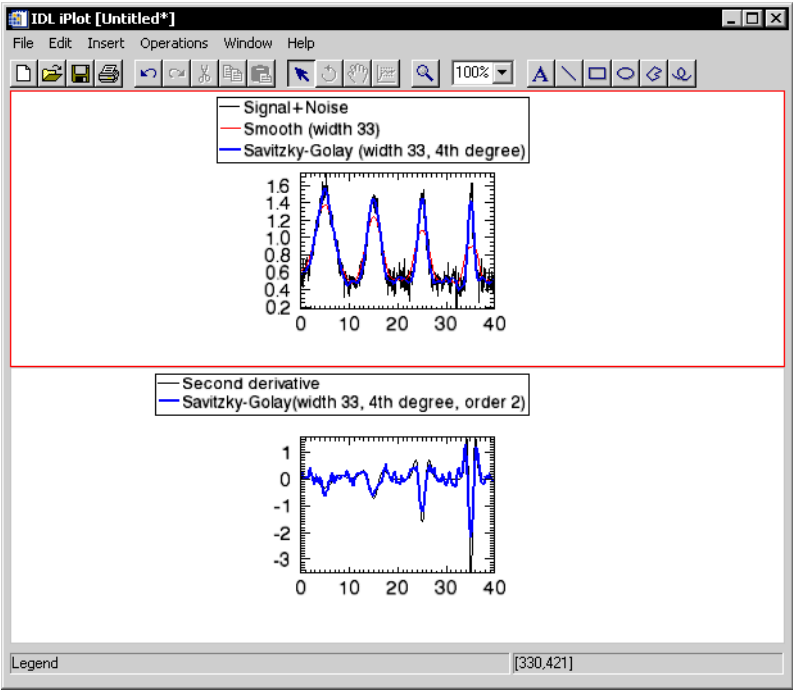 IDL iPlot [Untitled*]
File Edit Insert Operations Window Help
100% A
Signal+Noise
Smooth (width 33)
Savitzky-Golay (width 33, 4th degree)
1.6
1.4
1.2
1.0
0.8
0.6
0.4
0.2
0 10 20 30 40
Second derivative
Savitzky-Golay(width 33, 4th degree, order 2)
1
0
-1
-2
-3
0 10 20 30 40
Legend [330,421]